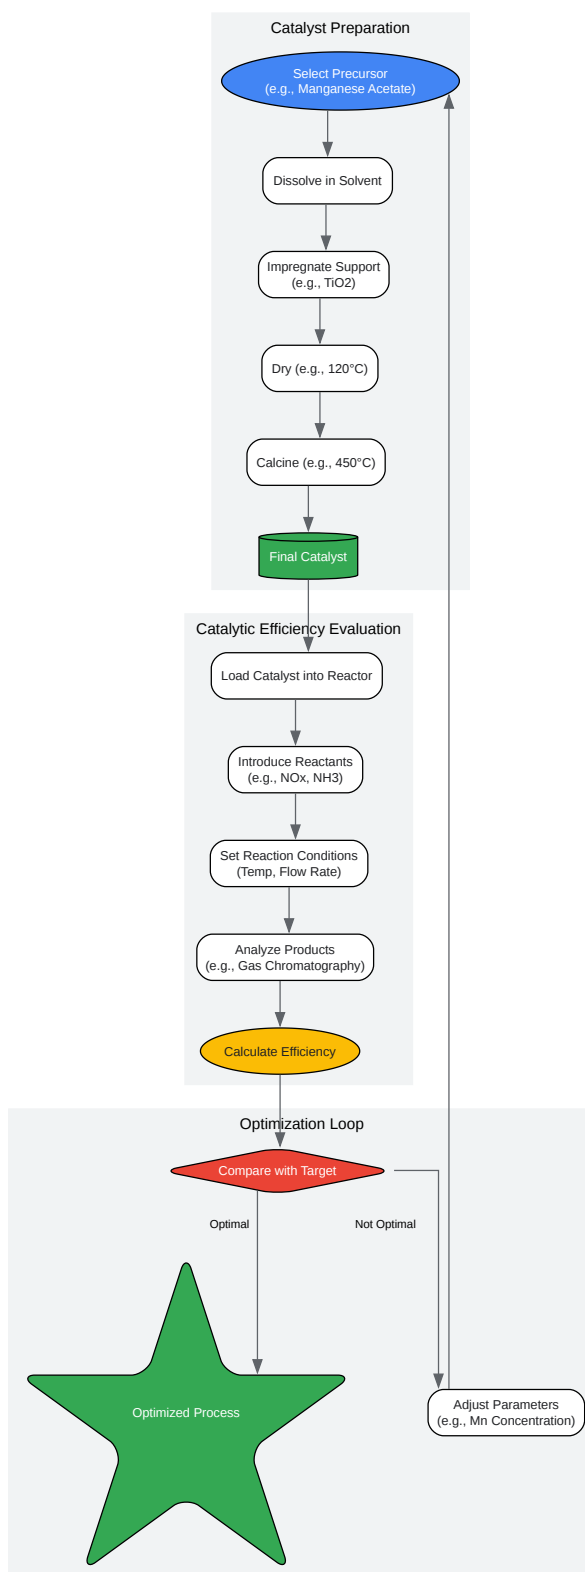 Catalyst Preparation
Select Precursor
(e.g., Manganese Acetate)
Dissolve in Solvent
Impregnate Support
(e.g., TiO2)
Dry (e.g., 120°C)
Calcine (e.g., 450°C)
Final Catalyst
Catalytic Efficiency Evaluation
Load Catalyst into Reactor
Introduce Reactants
(e.g., NOx, NH3)
Set Reaction Conditions
(Temp, Flow Rate)
Analyze Products
(e.g., Gas Chromatography)
Calculate Efficiency
Optimization Loop
Compare with Target
Optimal
Not Optimal
Optimized Process
Adjust Parameters
(e.g., Mn Concentration)